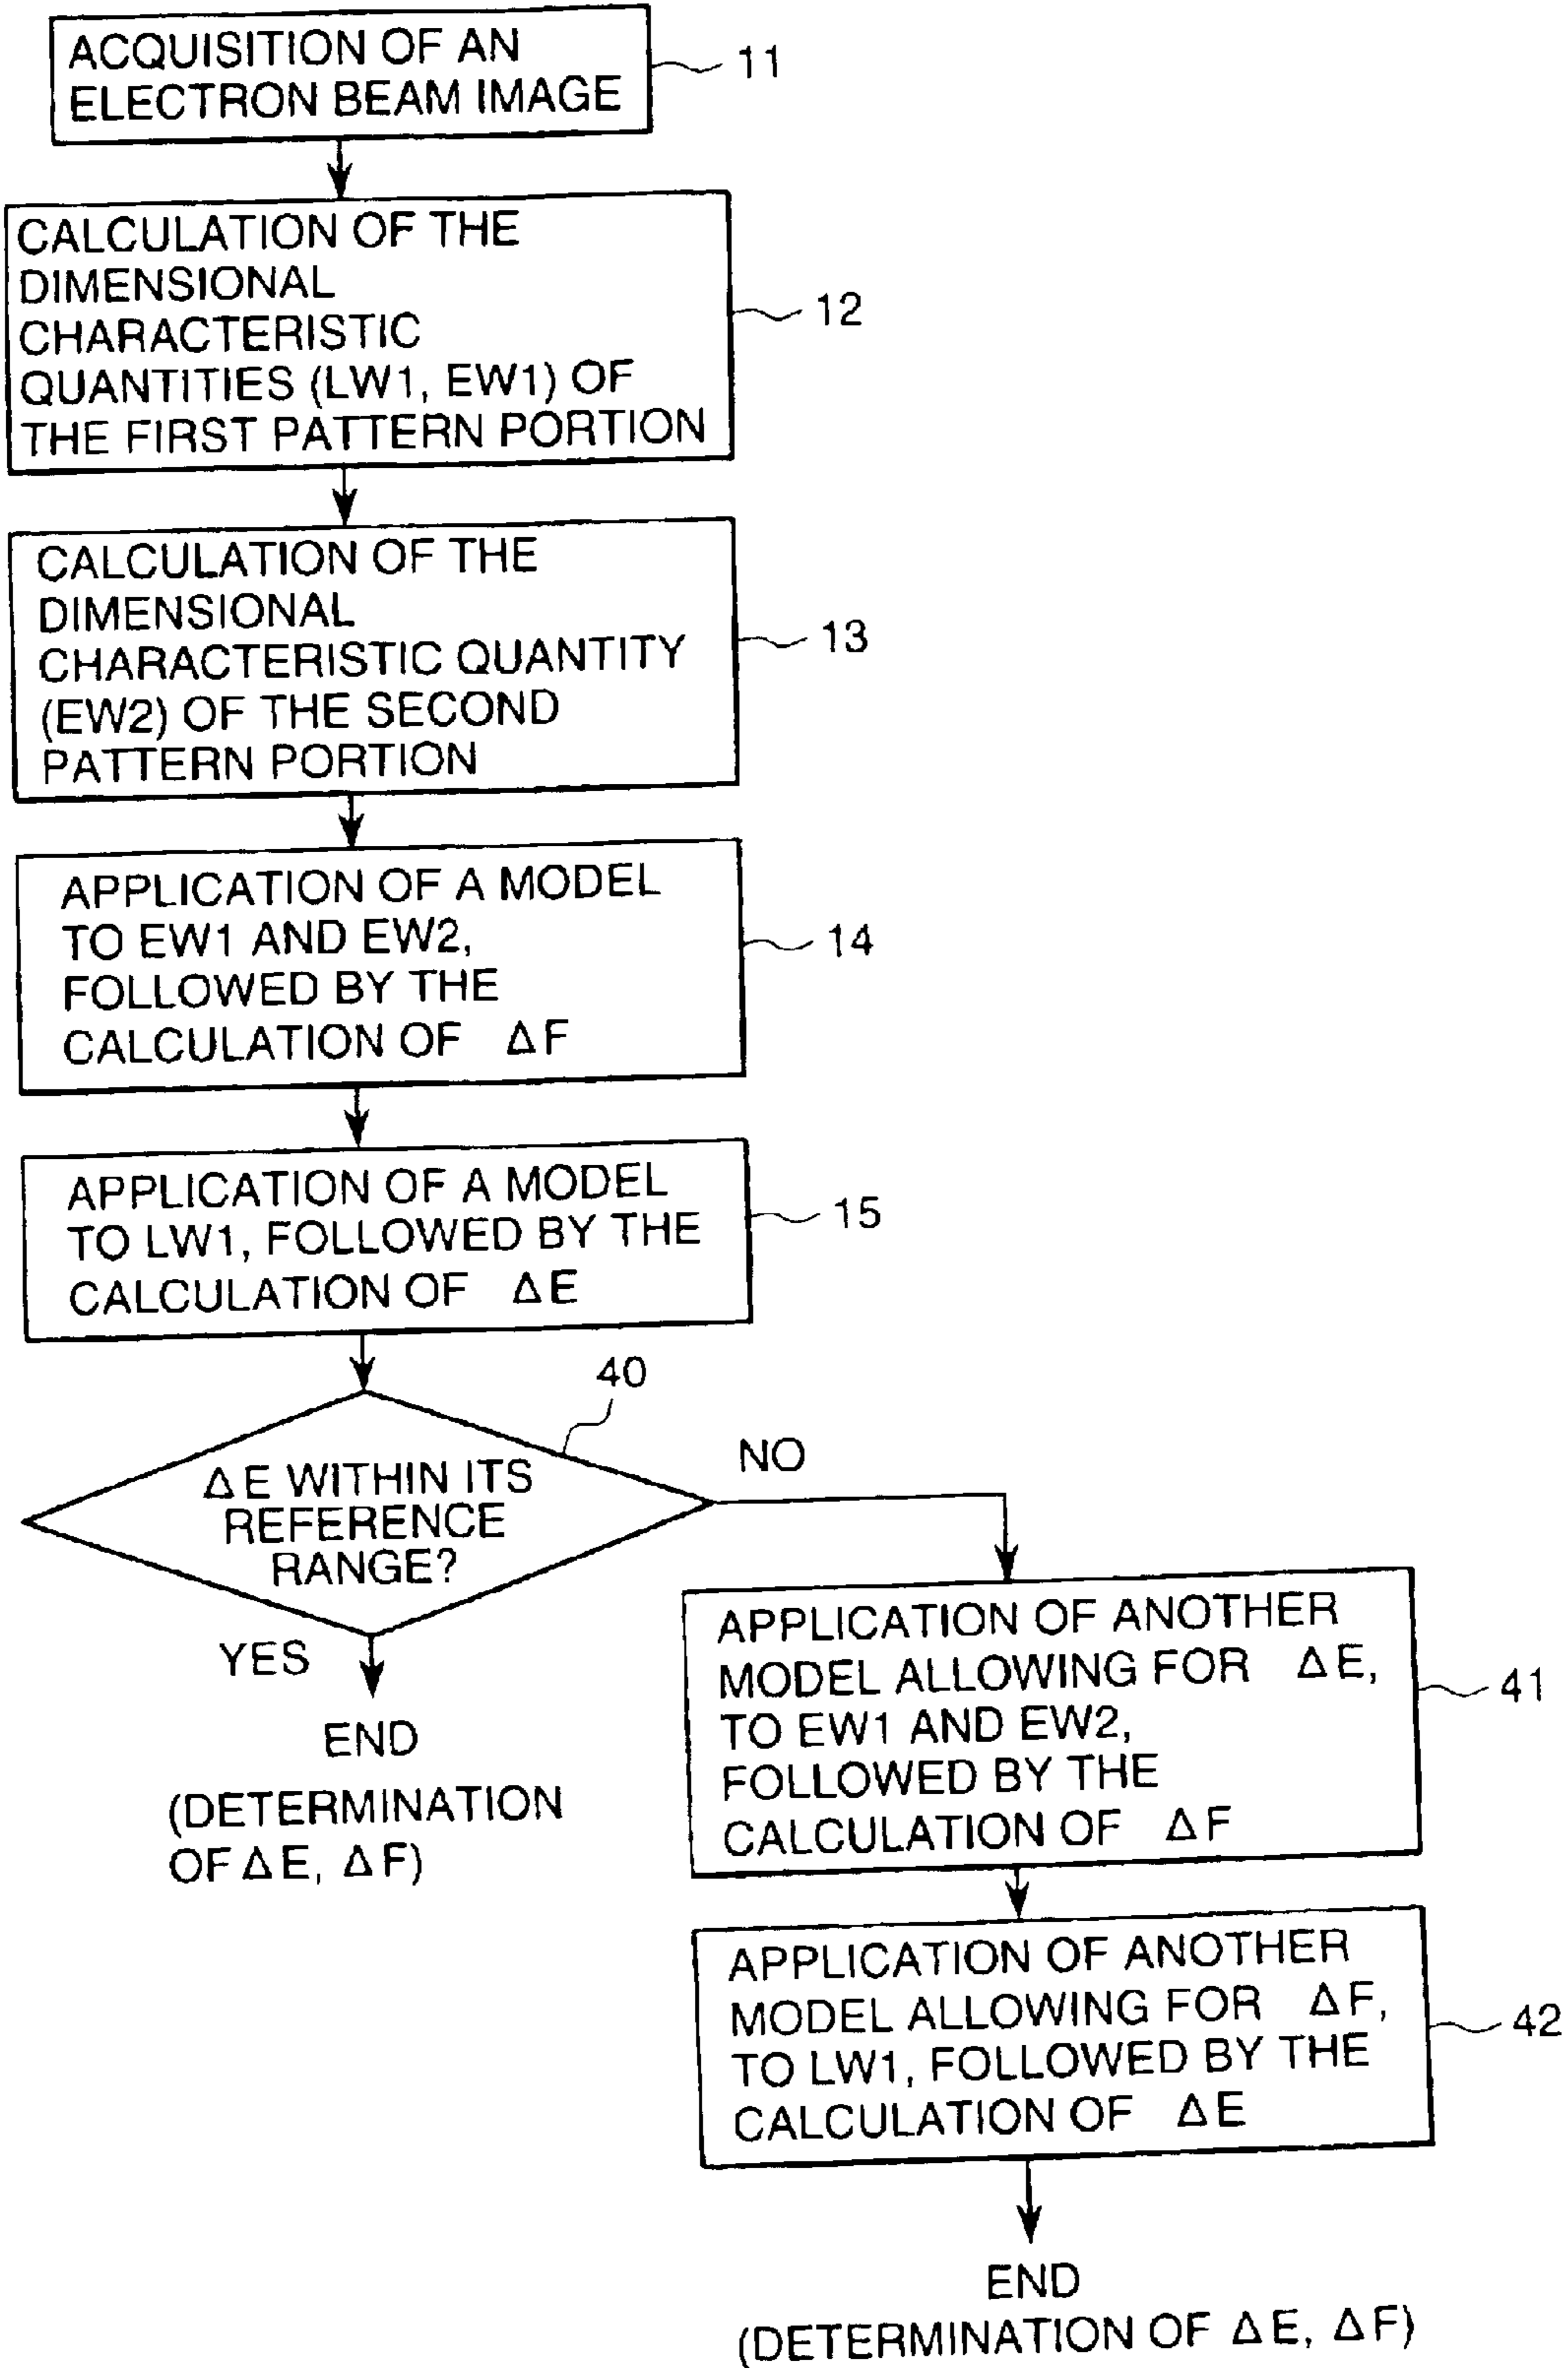 ACQUISITION OF AN
ELECTRON BEAM IMAGE
11
CALCULATION OF THE
DIMENSIONAL
CHARACTERISTIC
QUANTITIES (LW1, EW1) OF
THE FIRST PATTERN PORTION
12
CALCULATION OF THE
DIMENSIONAL
CHARACTERISTIC QUANTITY
(EW2) OF THE SECOND
PATTERN PORTION
13
APPLICATION OF A MODEL
TO EW1 AND EW2,
FOLLOWED BY THE
CALCULATION OF ΔF
14
APPLICATION OF A MODEL
TO LW1, FOLLOWED BY THE
CALCULATION OF ΔE
15
40
ΔE WITHIN ITS
REFERENCE
RANGE?
NO
YES
END
(DETERMINATION
OF ΔE, ΔF)
APPLICATION OF ANOTHER
MODEL ALLOWING FOR ΔE,
TO EW1 AND EW2,
FOLLOWED BY THE
CALCULATION OF ΔF
41
APPLICATION OF ANOTHER
MODEL ALLOWING FOR ΔF,
TO LW1, FOLLOWED BY THE
CALCULATION OF ΔE
42
END
(DETERMINATION OF ΔE, ΔF)